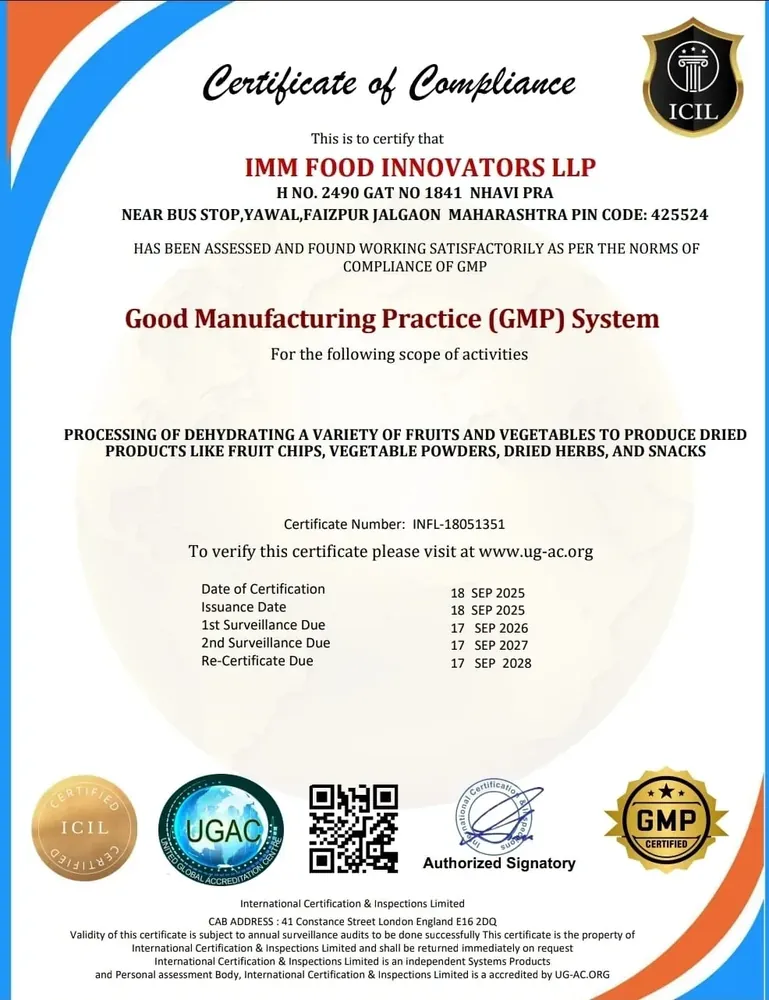 Certificate of Compliance
ICIL
This is to certify that
IMM FOOD INNOVATORS LLP
H NO. 2490 GAT NO 1841 NHAVI PRA
NEAR BUS STOP,YAWAL,FAIZPUR JALGAON MAHARASHTRA PIN CODE: 425524
HAS BEEN ASSESSED AND FOUND WORKING SATISFACTORILY AS PER THE NORMS OF
COMPLIANCE OF GMP
Good Manufacturing Practice (GMP) System
For the following scope of activities
PROCESSING OF DEHYDRATING A VARIETY OF FRUITS AND VEGETABLES TO PRODUCE DRIED
PRODUCTS LIKE FRUIT CHIPS, VEGETABLE POWDERS, DRIED HERBS, AND SNACKS
Certificate Number: INFL-18051351
To verify this certificate please visit at www.ug-ac.org
Date of Certification 18 SEP 2025
Issuance Date 18 SEP 2025
1st Surveillance Due 17 SEP 2026
2nd Surveillance Due 17 SEP 2027
Re-Certificate Due 17 SEP 2028
CERTIFIED
ICIL
CERTIFIED
UGAC
UNITED GLOBAL ACCREDITATION CENTRE
International Certification & Inspections
Authorized Signatory
GMP
CERTIFIED
International Certification & Inspections Limited
CAB ADDRESS : 41 Constance Street London England E16 2DQ
Validity of this certificate is subject to annual surveillance audits to be done successfully This certificate is the property of
International Certification & Inspections Limited and shall be returned immediately on request
International Certification & Inspections Limited is an independent Systems Products
and Personal assessment Body, International Certification & Inspections Limited is a accredited by UG-AC.ORG